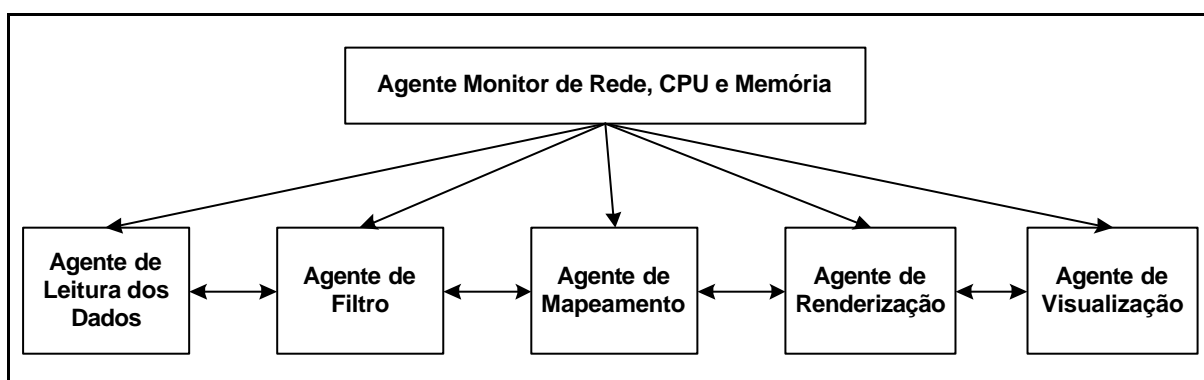 Agente Monitor de Rede, CPU e Memória
Agente de
Leitura dos
Dados
Agente de
Filtro
Agente de
Mapeamento
Agente de
Renderização
Agente de
Visualização